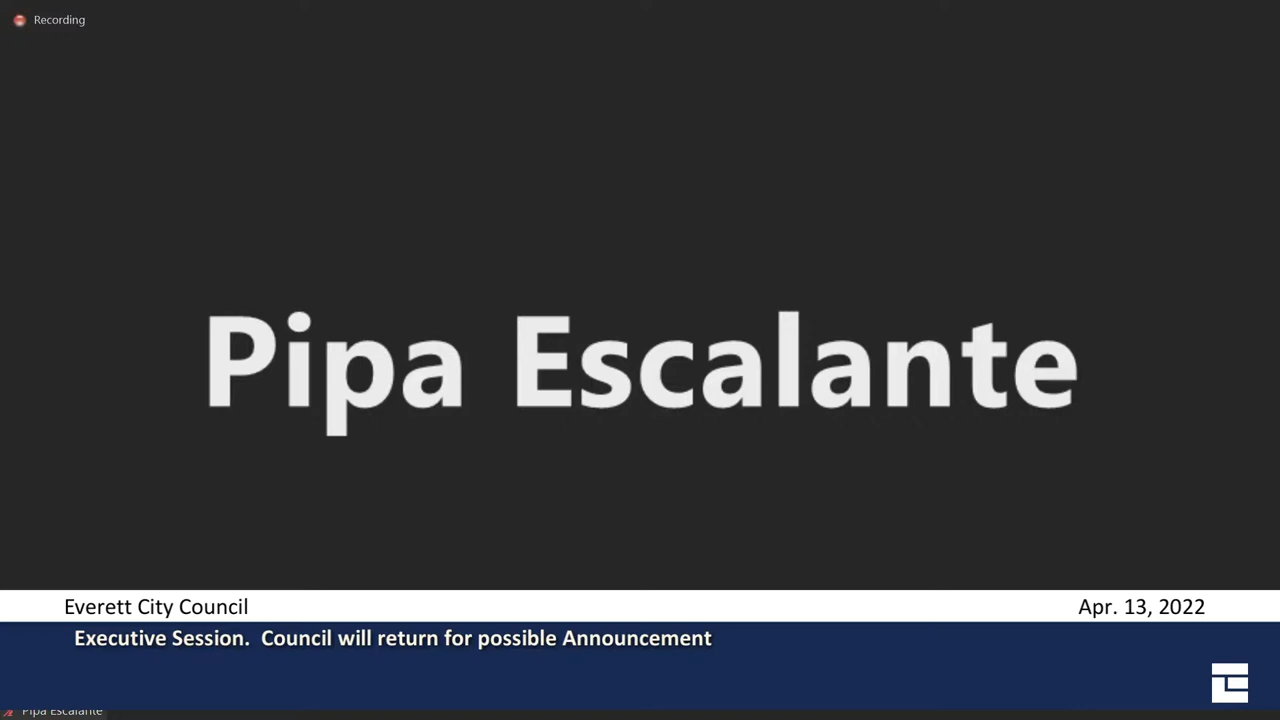 Recording
Pipa Escalante
Everett City Council
Apr. 13, 2022
Executive Session. Council will return for possible Announcement
Pipa Escalante